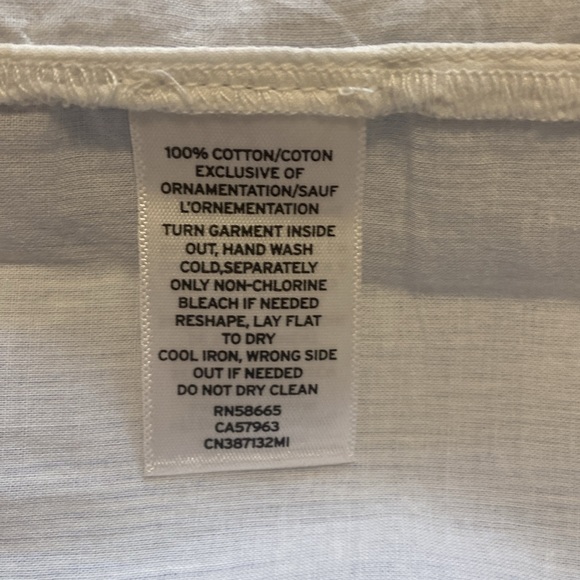 100% COTTON/COTON
EXCLUSIVE OF
ORNAMENTATION/SAUF
L'ORNEMENTATION
TURN GARMENT INSIDE
OUT, HAND WASH
COLD,SEPARATELY
ONLY NON-CHLORINE
BLEACH IF NEEDED
RESHAPE, LAY FLAT
TO DRY
COOL IRON, WRONG SIDE
OUT IF NEEDED
DO NOT DRY CLEAN
RN58665
CA57963
CN387132MI